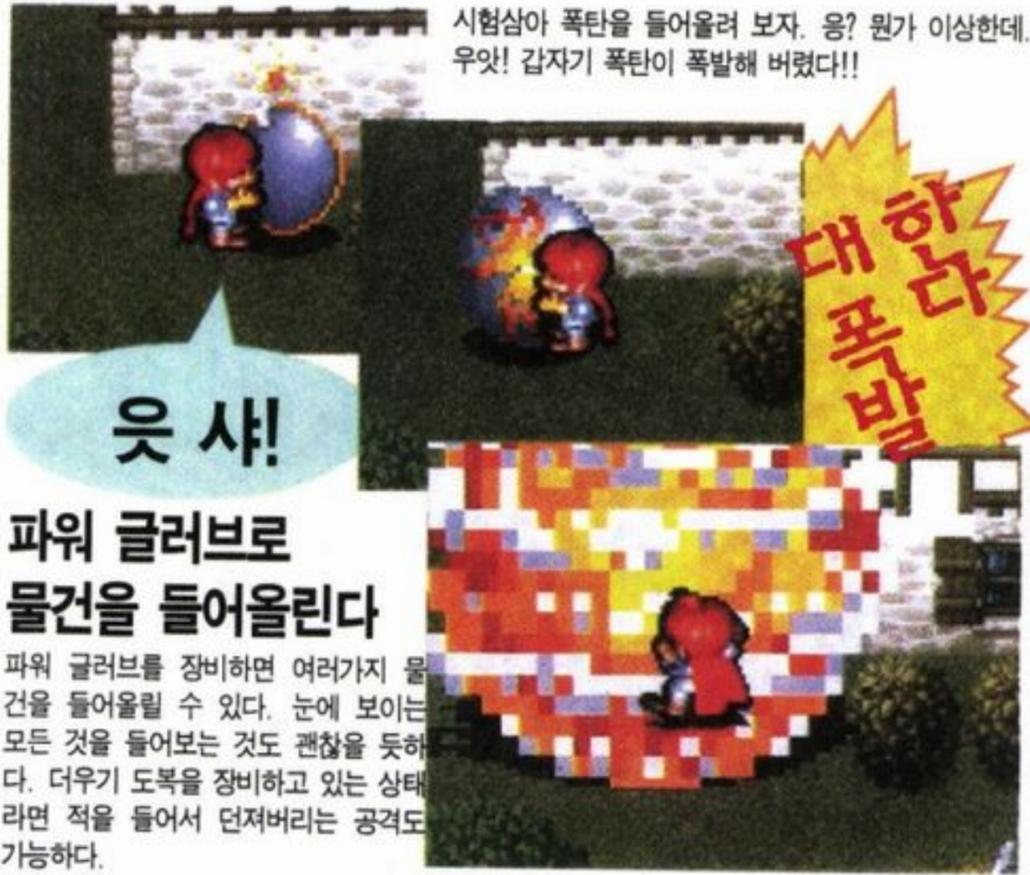 시험삼아 폭탄을 들어올려 보자. 응? 뭔가 이상한데.
우앗! 갑자기 폭탄이 폭발해 버렸다!!
대폭발
한다
읏 샤!
파워 글러브로
물건을 들어올린다
파워 글러브를 장비하면 여러가지 물
건을 들어올릴 수 있다. 눈에 보이는
모든 것을 들어보는 것도 괜찮을 듯하
다. 더우기 도복을 장비하고 있는 상태
라면 적을 들어서 던져버리는 공격도
가능하다.